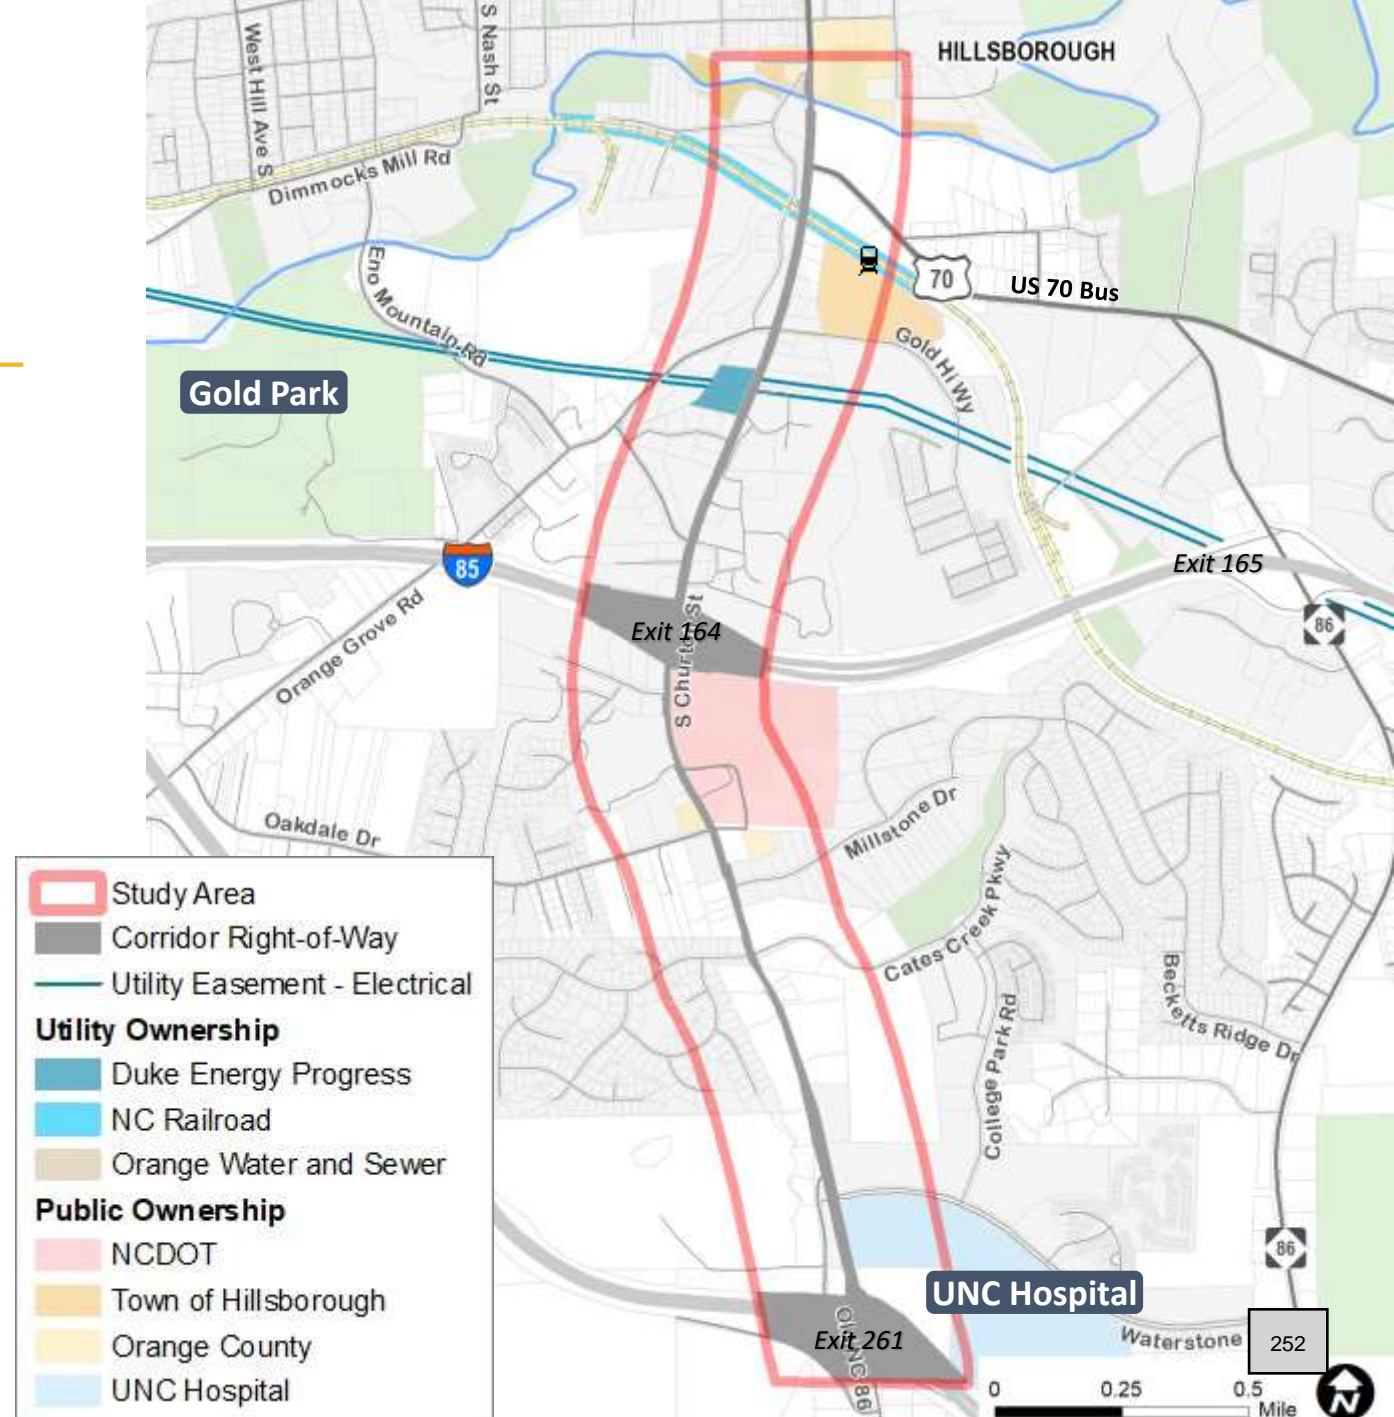 S Nash St
West Hill Ave S
HILLSBOROUGH
Dimmocks Mill Rd
Eno Mountain Rd
70
US 70 Bus
Gold Hi Wy
Gold Park
85
Exit 165
Orange Grove Rd
Exit 164
S Churton St
86
Oakdale Dr
Millstone Dr
Cates Creek Pkwy
College Park Rd
Becketts Ridge Dr
Study Area
Corridor Right-of-Way
Utility Easement - Electrical
Utility Ownership
Duke Energy Progress
NC Railroad
Orange Water and Sewer
Public Ownership
NCDOT
Town of Hillsborough
Orange County
UNC Hospital
86
UNC Hospital
Exit 261
Old NC 86
Waterstone
252
0 0.25 0.5
Mile
N